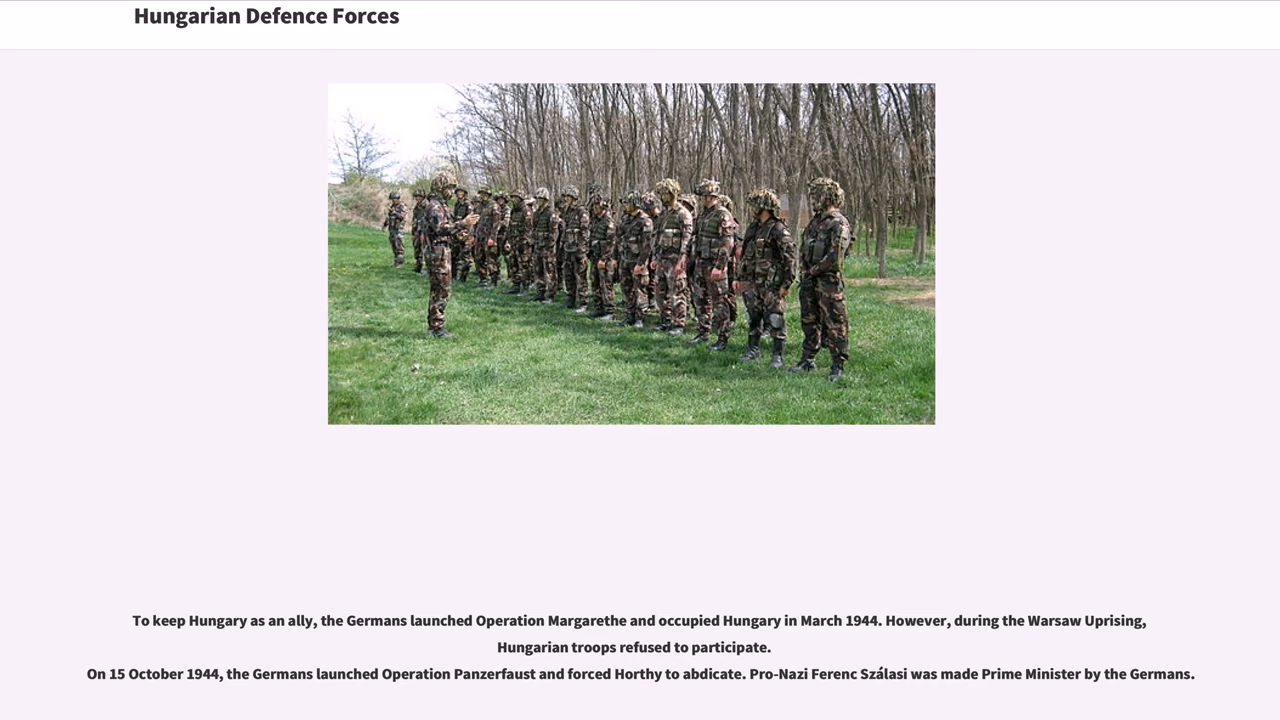 Hungarian Defence Forces
To keep Hungary as an ally, the Germans launched Operation Margarethe and occupied Hungary in March 1944. However, during the Warsaw Uprising,
Hungarian troops refused to participate.
On 15 October 1944, the Germans launched Operation Panzerfaust and forced Horthy to abdicate. Pro-Nazi Ferenc Szálasi was made Prime Minister by the Germans.